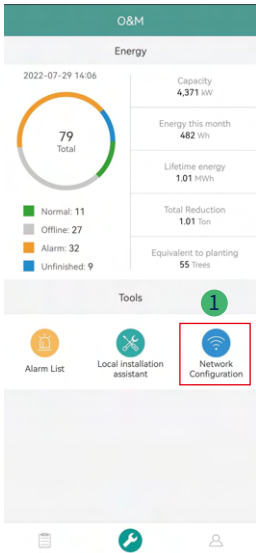 O&M
Energy
2022-07-29 14:06
79
Total
Normal: 11
Offline: 27
Alarm: 32
Unfinished: 9
Capacity
4,371 kW
Energy this month
482 Wh
Lifetime energy
1.01 MWh
Total Reduction
1.01 Ton
Equivalent to planting
55 Trees
Tools
1
Alarm List
Local installation
assistant
Network
Configuration